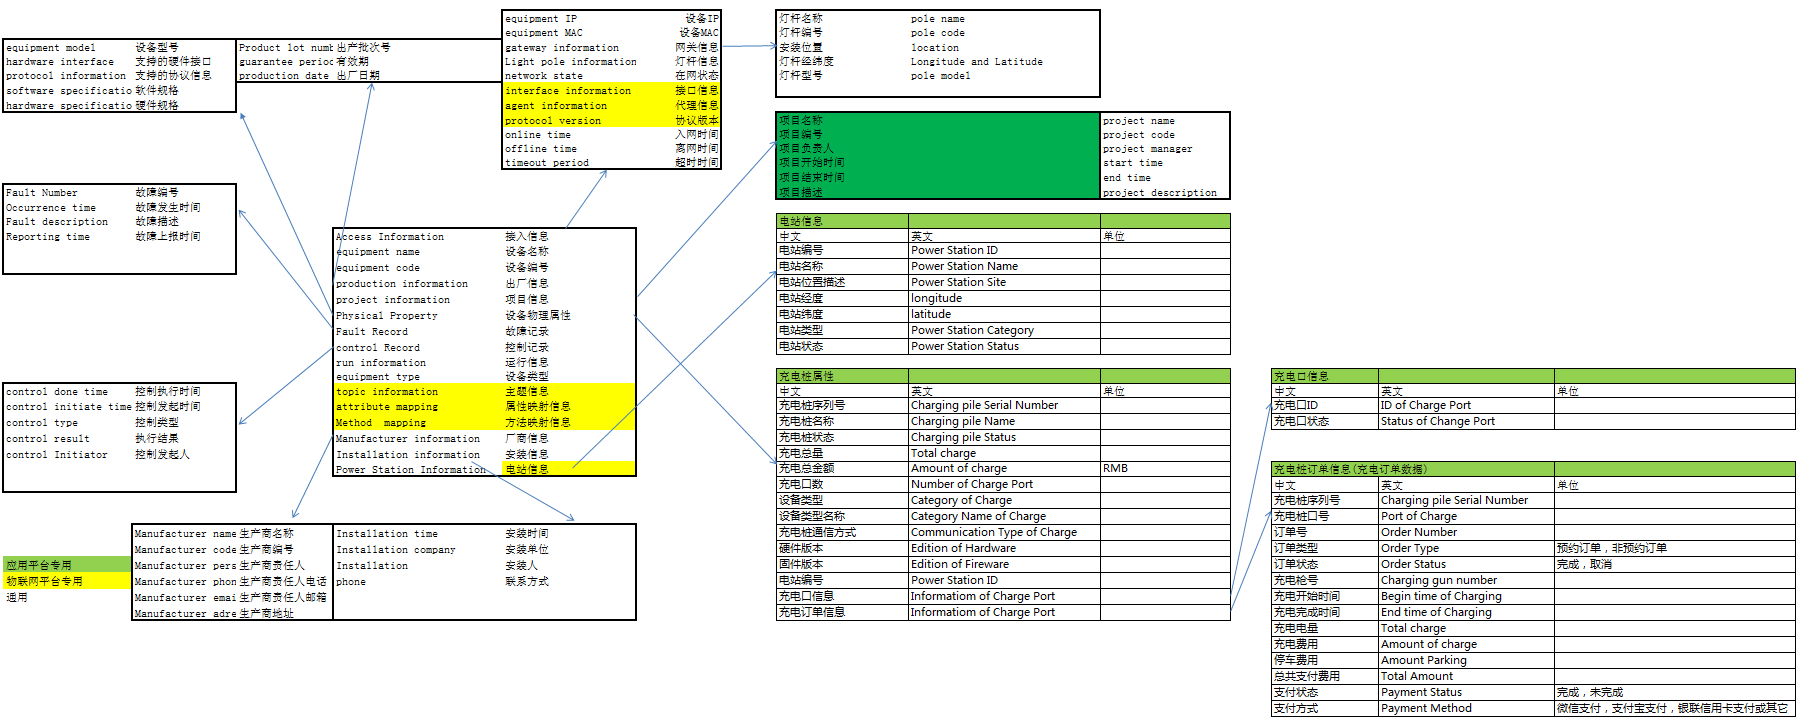 equipment model 设备型号
hardware interface 支持的硬件接口
protocol information 支持的协议信息
software specificatio 软件规格
hardware specificatio 硬件规格
Product lot numb 出产批次号
guarantee period 有效期
production date 出厂日期
equipment IP 设备IP
equipment MAC 设备MAC
gateway information 网关信息
Light pole information 灯杆信息
network state 在网状态
interface information 接口信息
agent information 代理信息
protocol version 协议版本
online time 入网时间
offline time 离网时间
timeout period 超时时间
灯杆名称 pole name
灯杆编号 pole code
安装位置 location
灯杆经纬度 Longitude and Latitude
灯杆型号 pole model
项目名称 project name
项目编号 project code
项目负责人 project manager
项目开始时间 start time
项目结束时间 end time
项目描述 project description
Fault Number 故障编号
Occurrence time 故障发生时间
Fault description 故障描述
Reporting time 故障上报时间
Access Information 接入信息
equipment name 设备名称
equipment code 设备编号
production information 出厂信息
project information 项目信息
Physical Property 设备物理属性
Fault Record 故障记录
control Record 控制记录
run information 运行信息
equipment type 设备类型
topic information 主题信息
attribute mapping 属性映射信息
Method mapping 方法映射信息
Manufacturer information 厂商信息
Installation information 安装信息
Power Station Information 电站信息
电站信息
中文 英文 单位
电站编号 Power Station ID
电站名称 Power Station Name
电站位置描述 Power Station Site
电站经度 longitude
电站纬度 latitude
电站类型 Power Station Category
电站状态 Power Station Status
control done time 控制执行时间
control initiate time 控制发起时间
control type 控制类型
control result 执行结果
control Initiator 控制发起人
充电桩属性
中文 英文 单位
充电桩序列号 Charging pile Serial Number
充电桩名称 Charging pile Name
充电桩状态 Charging pile Status
充电总量 Total charge
充电总金额 Amount of charge RMB
充电口数 Number of Charge Port
设备类型 Category of Charge
设备类型名称 Category Name of Charge
充电桩通信方式 Communication Type of Charge
硬件版本 Edition of Hardware
固件版本 Edition of Fireware
电站编号 Power Station ID
充电口信息 Informatiom of Charge Port
充电订单信息 Informatiom of Charge Port
充电口信息
中文 英文 单位
充电口ID ID of Charge Port
充电口状态 Status of Change Port
充电桩订单信息(充电订单数据)
中文 英文 单位
充电桩序列号 Charging pile Serial Number
充电桩口号 Port of Charge
订单号 Order Number
订单类型 Order Type 预约订单，非预约订单
订单状态 Order Status 完成，取消
充电枪号 Charging gun number
充电开始时间 Begin time of Charging
充电完成时间 End time of Charging
充电电量 Total charge
充电费用 Amount of charge
停车费用 Amount Parking
总共支付费用 Total Amount
支付状态 Payment Status 完成，未完成
支付方式 Payment Method 微信支付，支付宝支付，银联信用卡支付或其它
Manufacturer name 生产商名称
Manufacturer code 生产商编号
Manufacturer pers 生产商责任人
Manufacturer phon 生产商责任人电话
Manufacturer emai 生产商责任人邮箱
Manufacturer adre 生产商地址
Installation time 安装时间
Installation company 安装单位
Installation 安装人
phone 联系方式
应用平台专用
物联网平台专用
通用